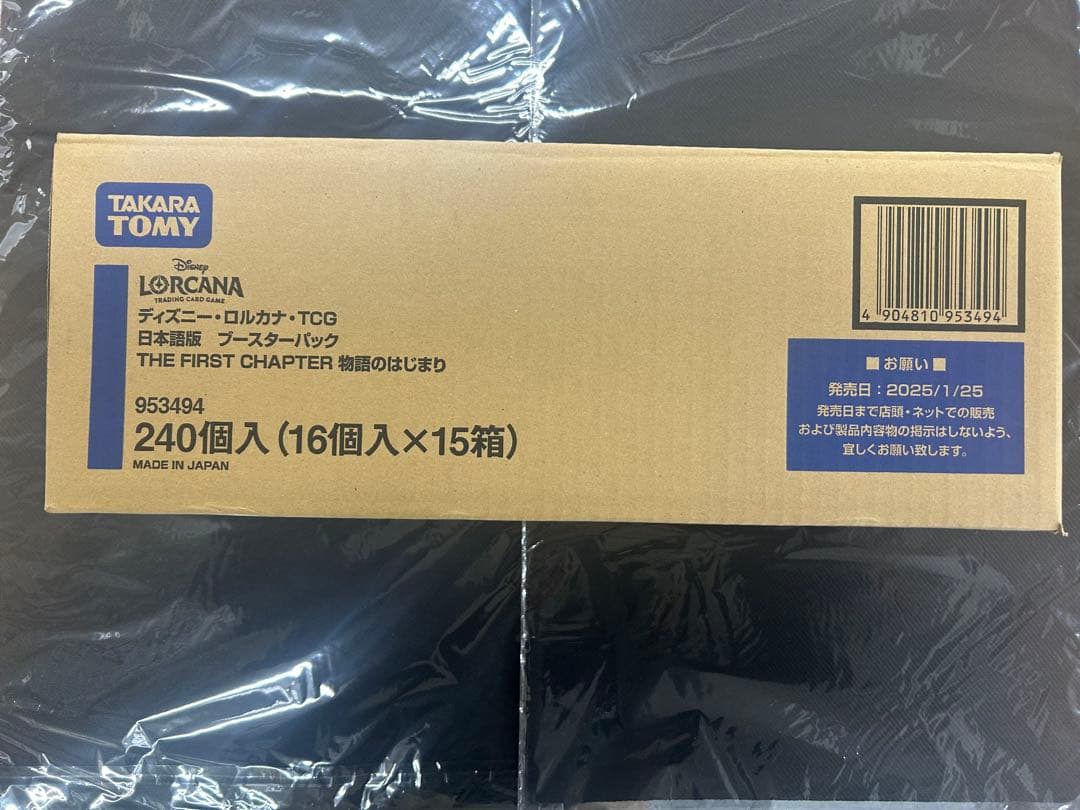 TAKARA
TOMY
Disney
LORCANA
TRADING CARD GAME
ディズニー・ロルカナ・TCG
日本語版 ブースターパック
THE FIRST CHAPTER 物語のはじまり
953494
240個入(16個入×15箱)
MADE IN JAPAN
4 904810 953494
■お願い■
発売日:2025/1/25
発売日まで店頭・ネットでの販売
および製品内容物の掲示はしないよう、
宜しくお願い致します。